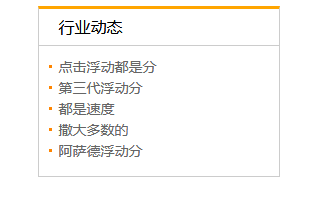 行业动态
点击浮动都是分
第三代浮动分
都是速度
撒大多数的
阿萨德浮动分